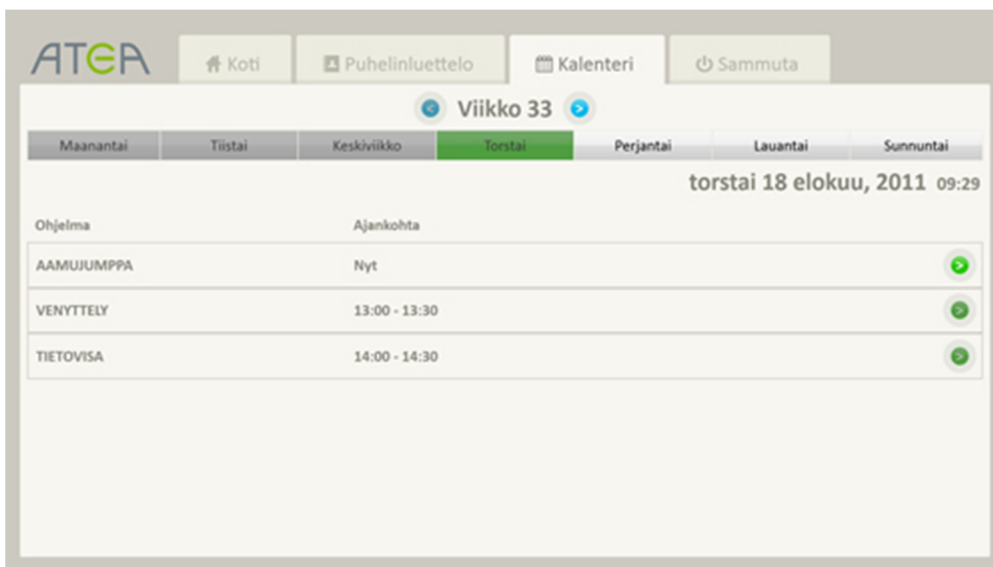 ATEA Koti Puhelinluettelo Kalenteri Sammuta
< Viikko 33 >
Maanantai Tiistai Keskiviikko Torstai Perjantai Lauantai Sunnuntai
torstai 18 elokuu, 2011 09:29
Ohjelma Ajankohta
AAMUJUMPPA Nyt >
VENYTTELY 13:00 - 13:30 >
TIETOVISA 14:00 - 14:30 >